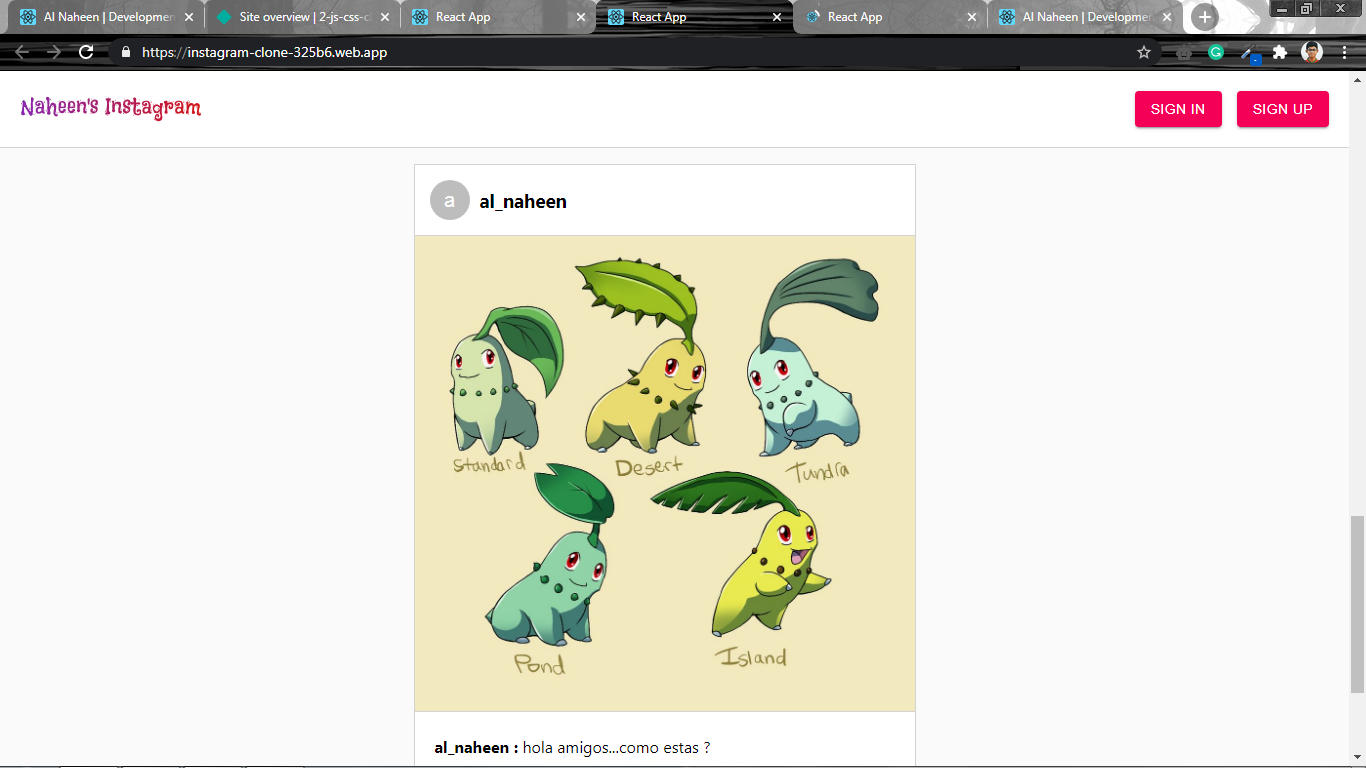 Al Naheen | Developmen
Site overview | 2-js-css-c
React App
React App
React App
Al Naheen | Developmen
https://instagram-clone-325b6.web.app
Naheen's Instagram
SIGN IN
SIGN UP
a
al_naheen
Standard
Desert
Tundra
Pond
Island
al_naheen : hola amigos...como estas ?